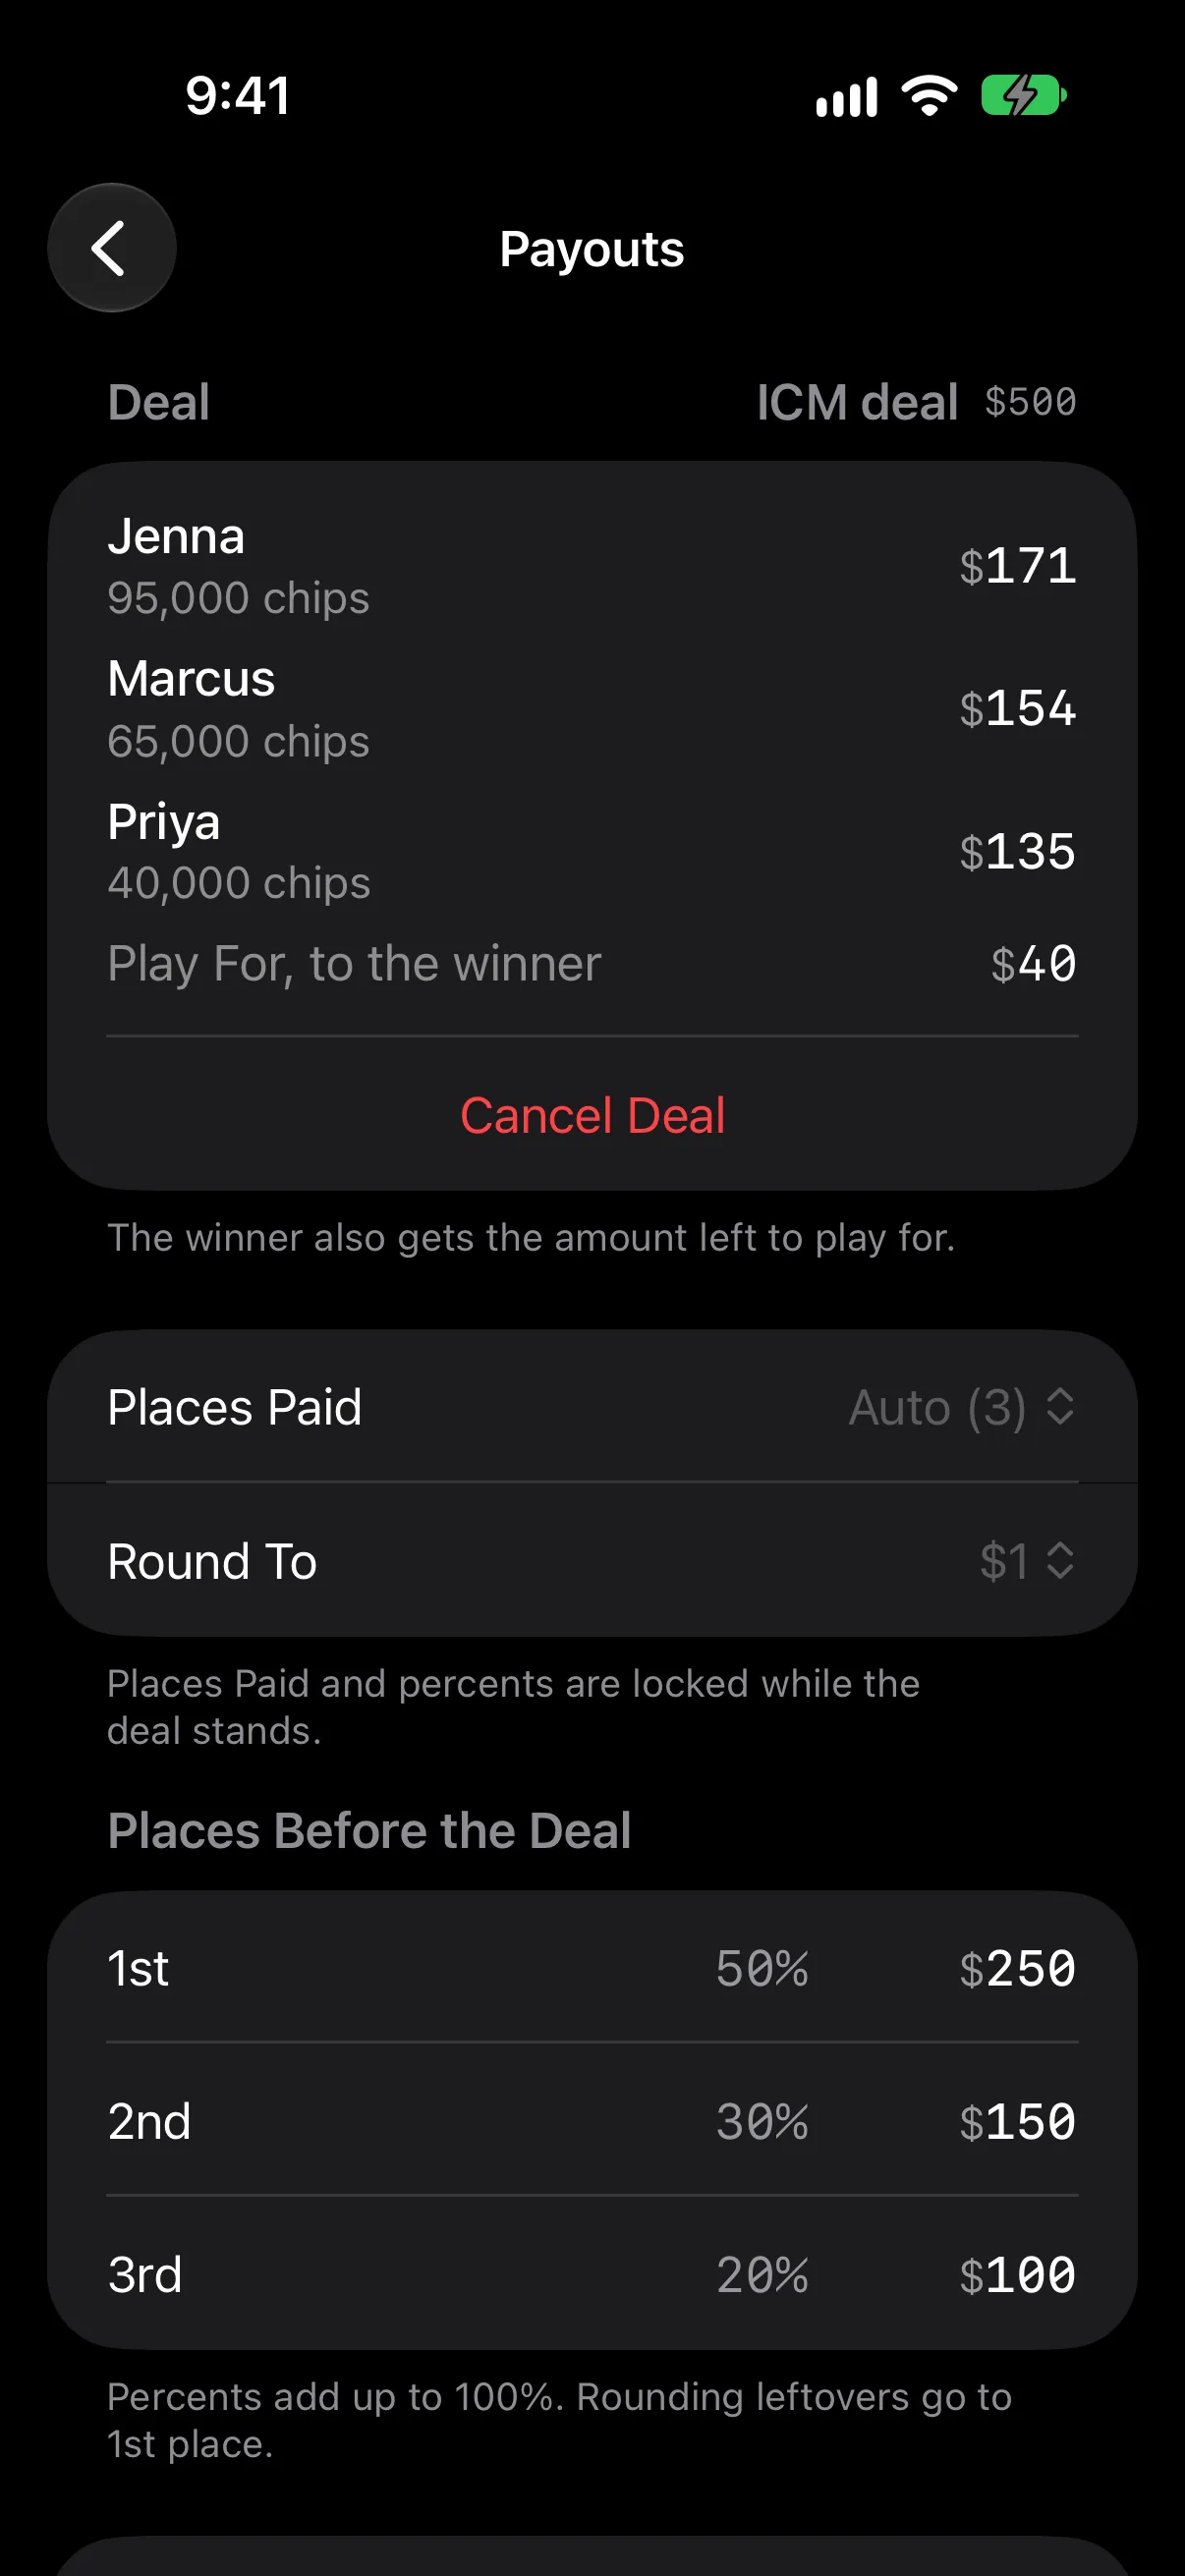 9:41
Payouts
Deal ICM deal $500
Jenna
95,000 chips
$171
Marcus
65,000 chips
$154
Priya
40,000 chips
$135
Play For, to the winner $40
Cancel Deal
The winner also gets the amount left to play for.
Places Paid Auto (3)
Round To $1
Places Paid and percents are locked while the
deal stands.
Places Before the Deal
1st 50% $250
2nd 30% $150
3rd 20% $100
Percents add up to 100%. Rounding leftovers go to
1st place.